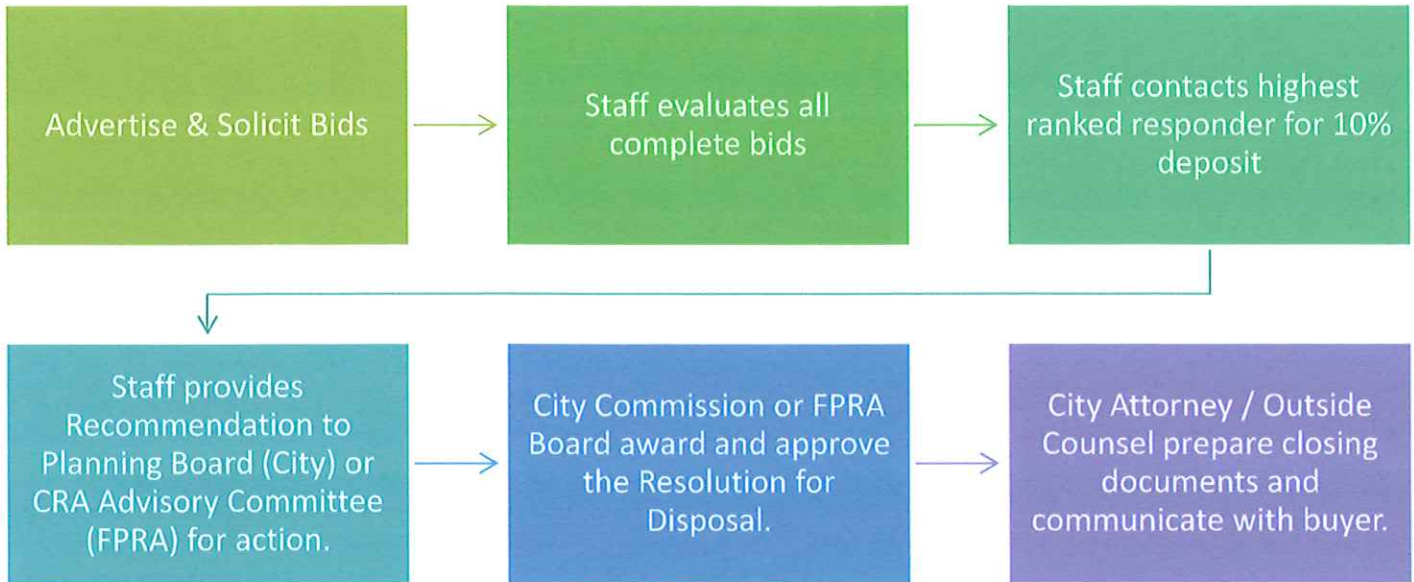 Advertise & Solicit Bids
Staff evaluates all
complete bids
Staff contacts highest
ranked responder for 10%
deposit
Staff provides
Recommendation to
Planning Board (City) or
CRA Advisory Committee
(FPRA) for action.
City Commission or FPRA
Board award and approve
the Resolution for
Disposal.
City Attorney / Outside
Counsel prepare closing
documents and
communicate with buyer.